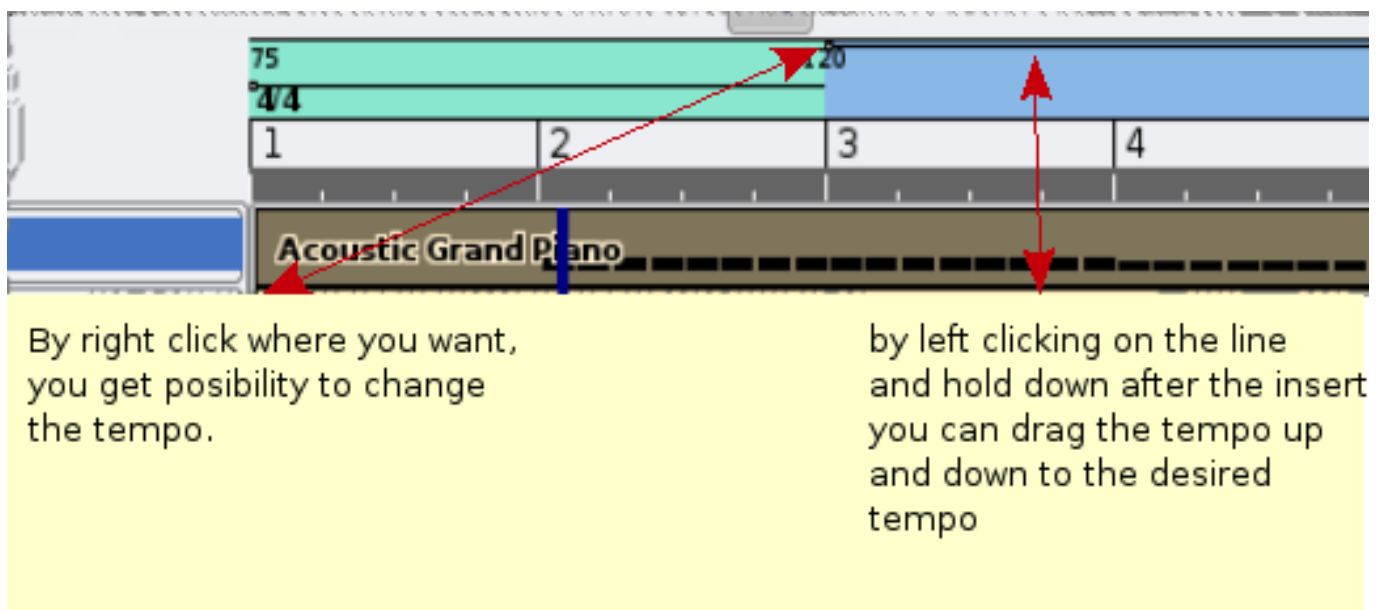 75
120
4/4
1
2
3
4
Acoustic Grand Piano
By right click where you want,
you get posibility to change
the tempo.
by left clicking on the line
and hold down after the insert
you can drag the tempo up
and down to the desired
tempo